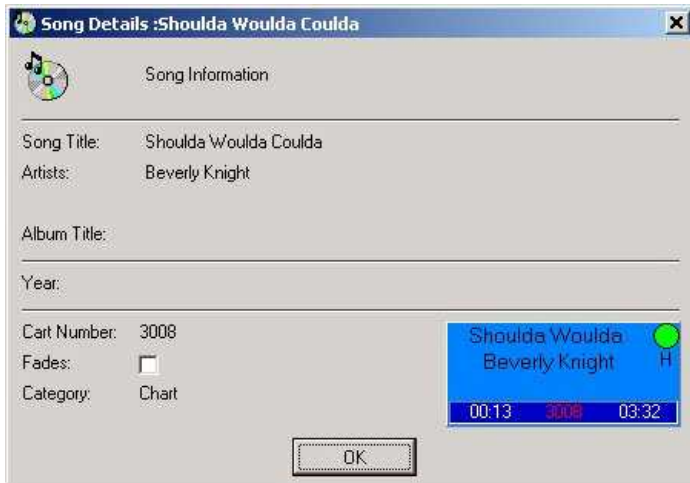 Song Details :Shoulda Woulda Coulda
Song Information
Song Title: Shoulda Woulda Coulda
Artists: Beverly Knight
Album Title:
Year:
Cart Number: 3008
Fades:
Category: Chart
Shoulda Woulda
Beverly Knight H
00:13 3008 03:32
OK